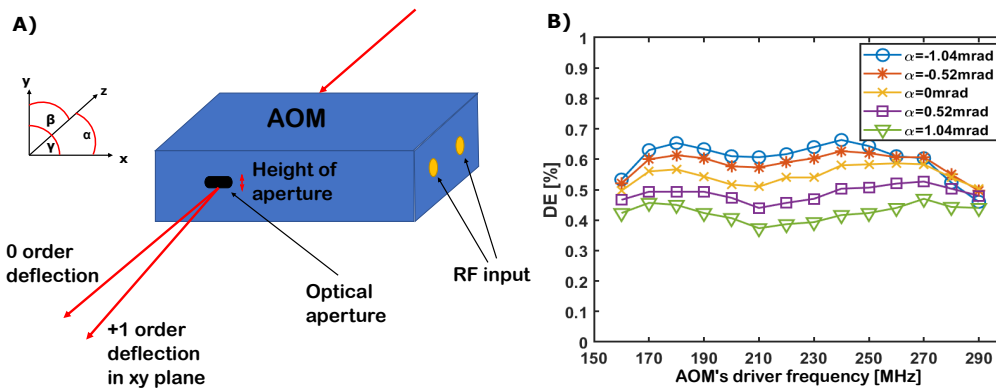 A)
y
z
β
α
γ
x
AOM
Height of
aperture
0 order
deflection
+1 order
deflection
in xy plane
Optical
aperture
RF input
B)
1
0.9
0.8
0.7
0.6
0.5
0.4
0.3
0.2
0.1
0
DE [%]
150
170
190
210
230
250
270
290
AOM's driver frequency [MHz]
α=-1.04mrad
α=-0.52mrad
α=0mrad
α=0.52mrad
α=1.04mrad